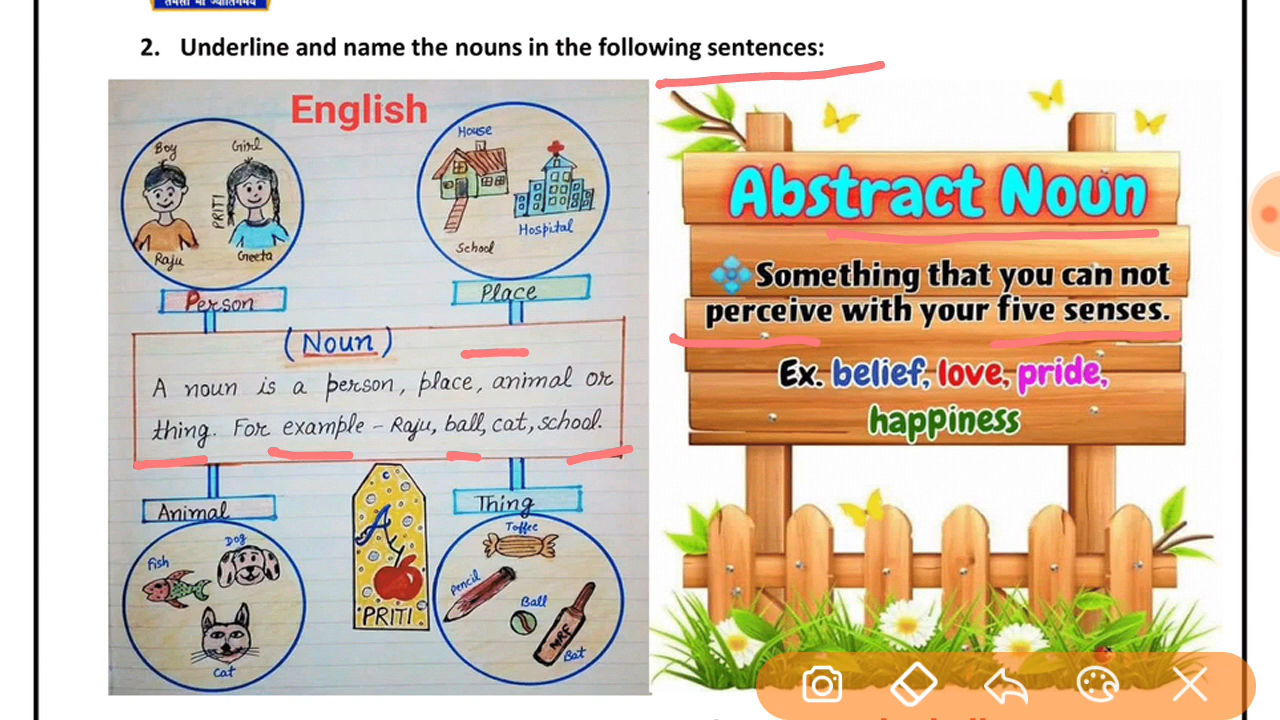 तमसो मा ज्योतिर्गमय
2. Underline and name the nouns in the following sentences:
English
Boy
Girl
PRITI
Raju
Geeta
Person
House
Hospital
School
Place
(Noun)
A noun is a person, place, animal or
thing. For example - Raju, ball, cat, school.
Animal
Fish
Dog
Cat
PRITI
Thing
Toffee
Pencil
Ball
MRF
Bat
Abstract Noun
Something that you can not
perceive with your five senses.
Ex. belief, love, pride,
happiness